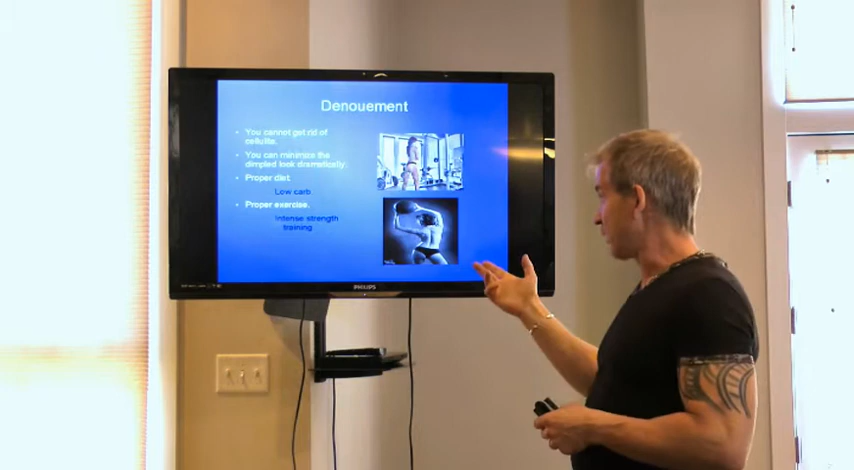 Denouement
• You cannot get rid of
cellulite.
• You can minimize the
dimpled look dramatically.
• Proper diet
Low carb
• Proper exercise.
Intense strength
training
PHILIPS